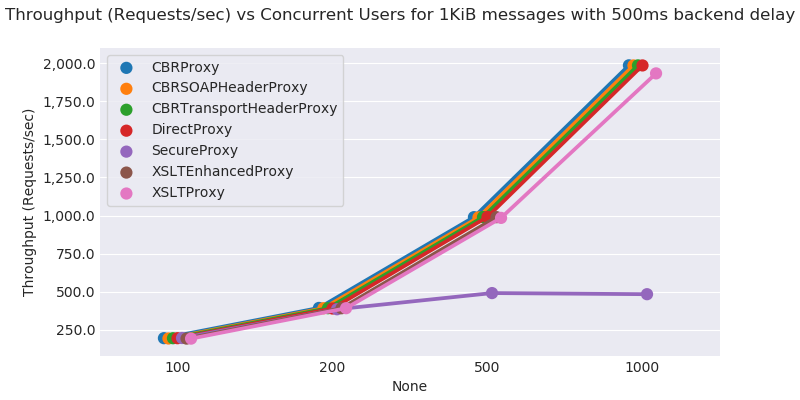 Throughput (Requests/sec) vs Concurrent Users for 1KiB messages with 500ms backend delay
2,000.0
1,750.0
1,500.0
1,250.0
1,000.0
750.0
500.0
250.0
Throughput (Requests/sec)
CBRProxy
CBRSOAPHeaderProxy
CBRTransportHeaderProxy
DirectProxy
SecureProxy
XSLTEnhancedProxy
XSLTProxy
100 200 500 1000
None